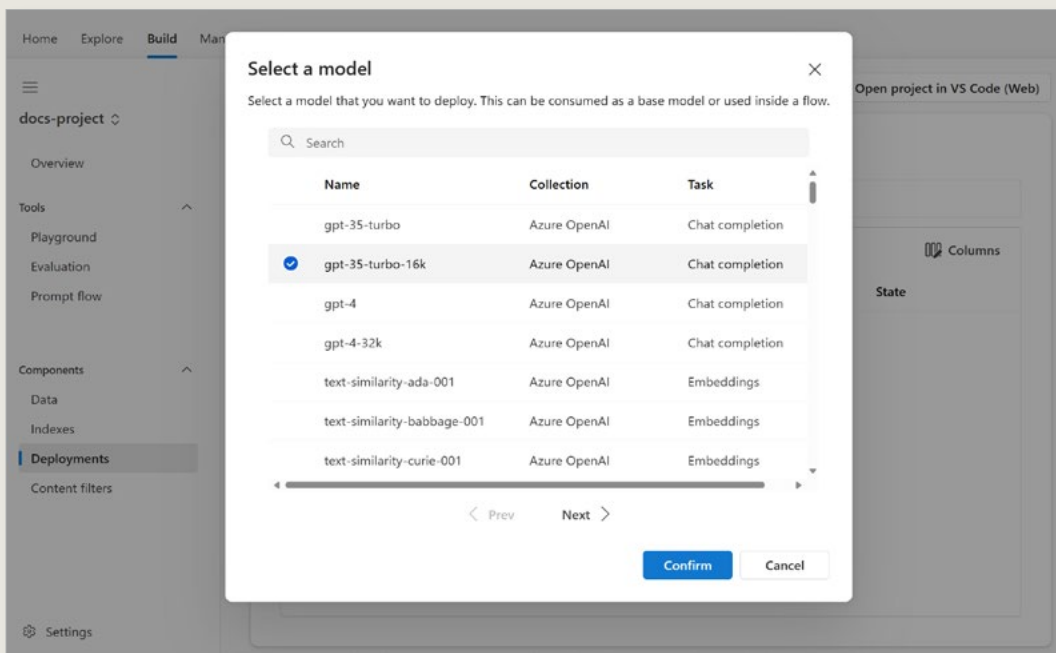 Home Explore Build Man
docs-project
Overview
Tools
Playground
Evaluation
Prompt flow
Components
Data
Indexes
Deployments
Content filters
Settings
Open project in VS Code (Web)
Columns
State
Select a model
Select a model that you want to deploy. This can be consumed as a base model or used inside a flow.
Search
Name Collection Task
gpt-35-turbo Azure OpenAI Chat completion
gpt-35-turbo-16k Azure OpenAI Chat completion
gpt-4 Azure OpenAI Chat completion
gpt-4-32k Azure OpenAI Chat completion
text-similarity-ada-001 Azure OpenAI Embeddings
text-similarity-babbage-001 Azure OpenAI Embeddings
text-similarity-curie-001 Azure OpenAI Embeddings
Prev Next
Confirm Cancel